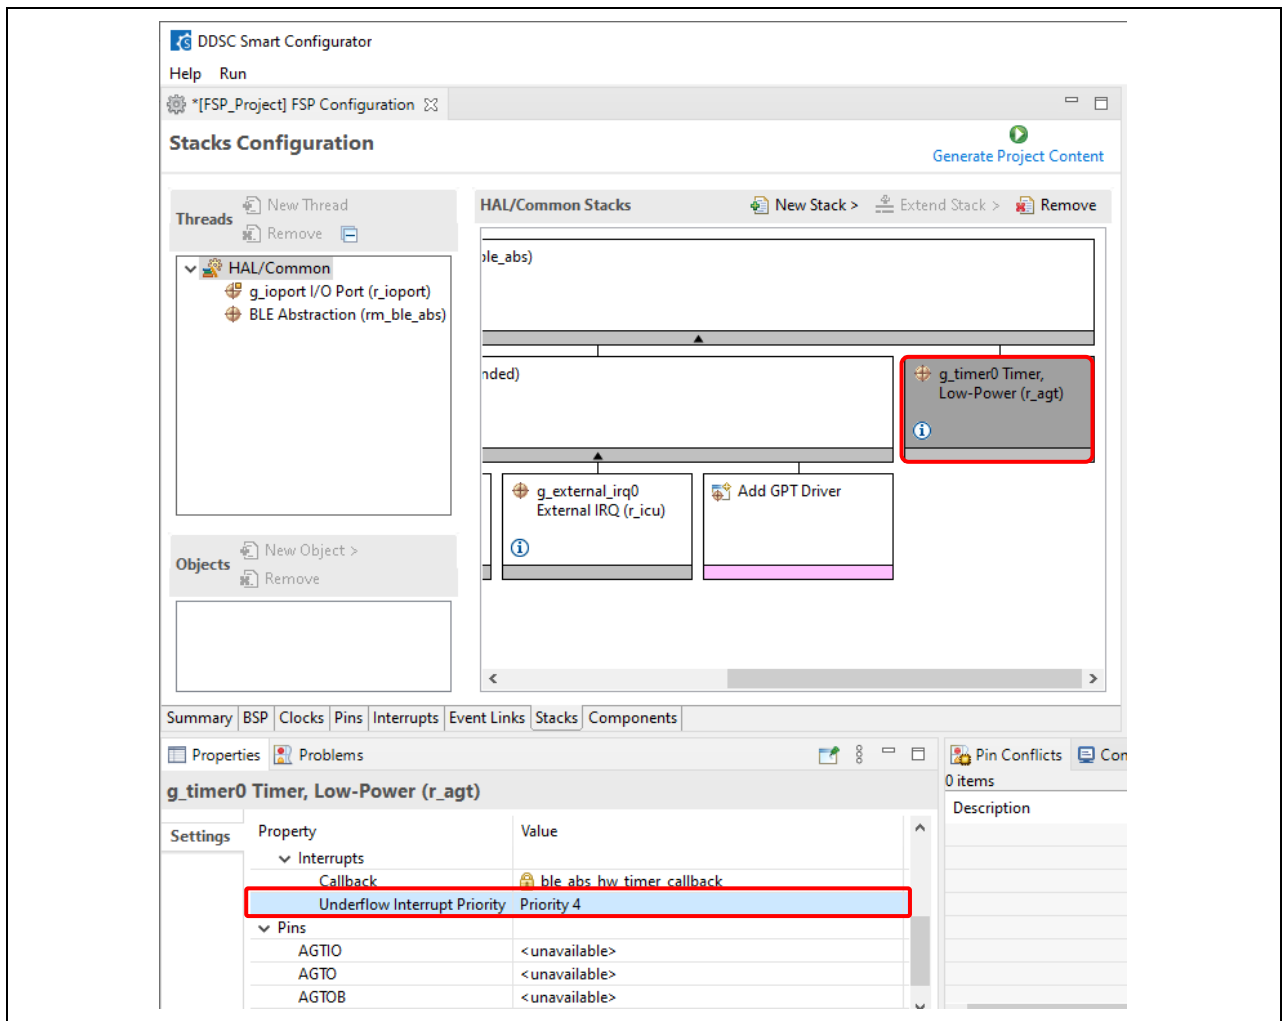 DDSC Smart Configurator
Help Run
*[FSP_Project] FSP Configuration
Stacks Configuration
Generate Project Content
Threads
New Thread
Remove
HAL/Common Stacks
New Stack >
Extend Stack >
Remove
HAL/Common
g_ioport I/O Port (r_ioport)
BLE Abstraction (rm_ble_abs)
ble_abs)
nded)
g_timer0 Timer,
Low-Power (r_agt)
g_external_irq0
External IRQ (r_icu)
Add GPT Driver
Objects
New Object >
Remove
Summary BSP Clocks Pins Interrupts Event Links Stacks Components
Properties Problems
Pin Conflicts Con
0 items
Description
g_timer0 Timer, Low-Power (r_agt)
Settings
Property Value
Interrupts
Callback ble_abs_hw_timer_callback
Underflow Interrupt Priority Priority 4
Pins
AGTIO <unavailable>
AGTO <unavailable>
AGTOB <unavailable>